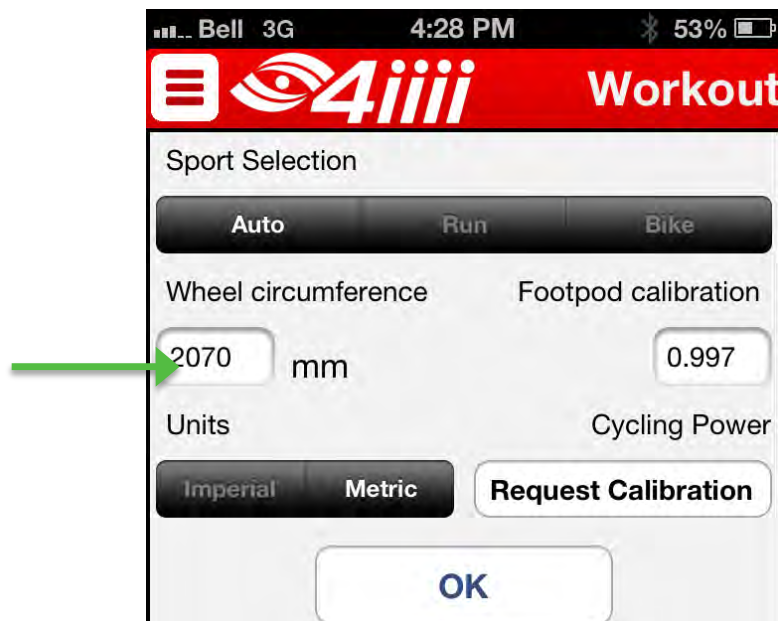 Bell 3G 4:28 PM 53%
4iiii Workout
Sport Selection
Auto Run Bike
Wheel circumference Footpod calibration
2070 mm 0.997
Units Cycling Power
Imperial Metric Request Calibration
OK